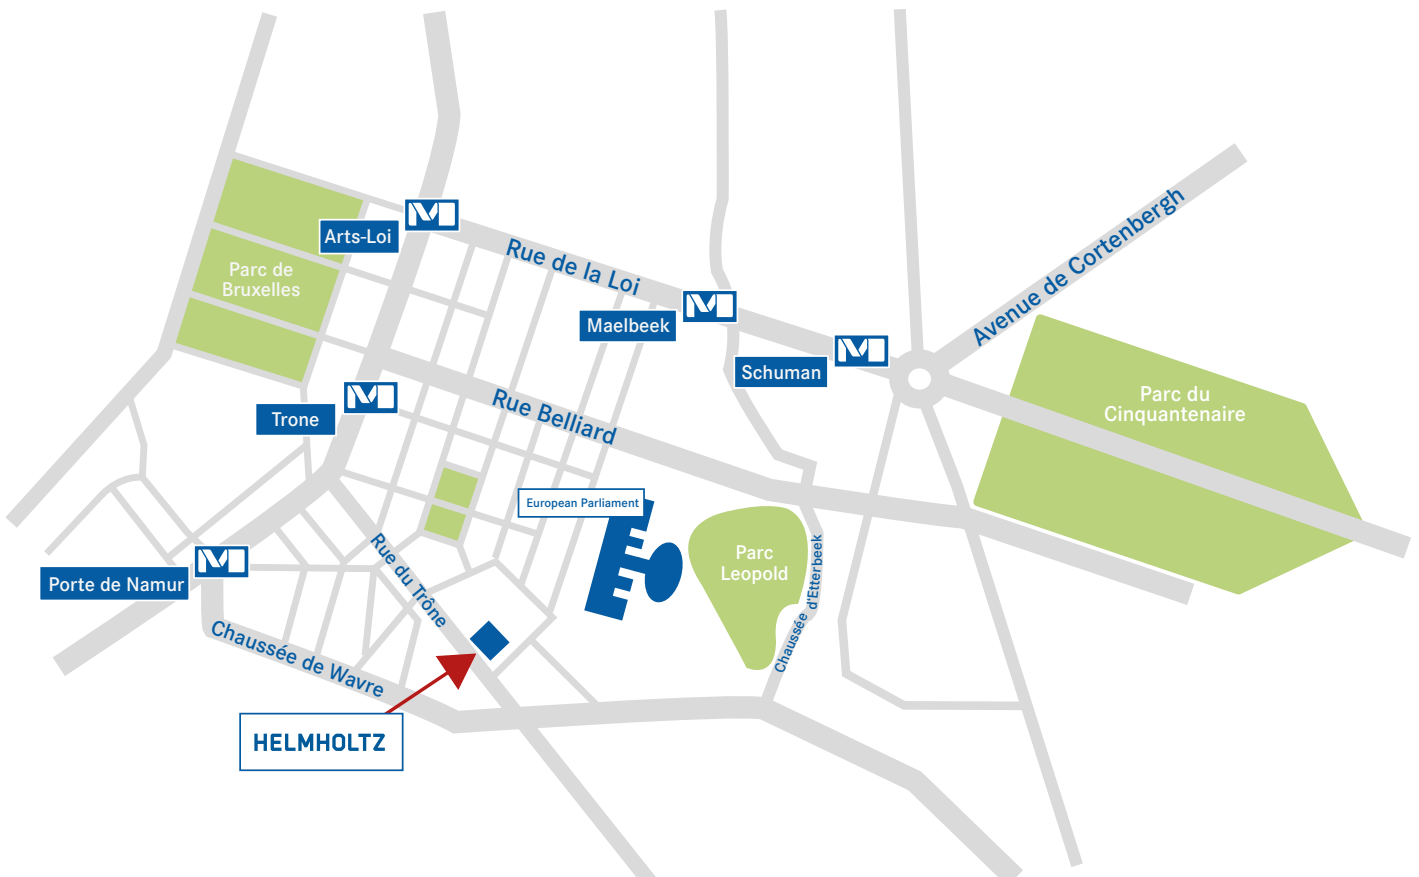 Arts-Loi
Rue de la Loi
Parc de
Bruxelles
Maelbeek
Schuman
Avenue de Cortenbergh
Parc du
Cinquantenaire
Trone
Rue Belliard
European Parliament
Parc
Leopold
Chaussée d'Etterbeek
Rue du Trône
Porte de Namur
Chaussée de Wavre
HELMHOLTZ